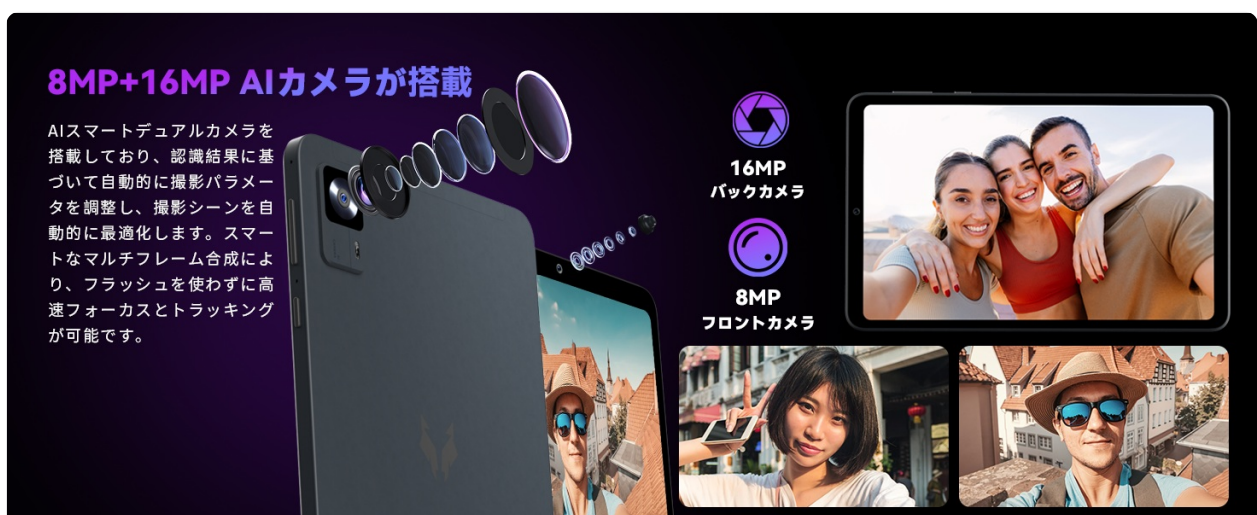 8MP+16MP AIカメラが搭載
AIスマートデュアルカメラを
搭載しており、認識結果に基
づいて自動的に撮影パラメー
タを調整し、撮影シーンを自
動的に最適化します。スマー
トなマルチフレーム合成によ
り、フラッシュを使わずに高
速フォーカスとトラッキング
が可能です。
16MP
バックカメラ
8MP
フロントカメラ